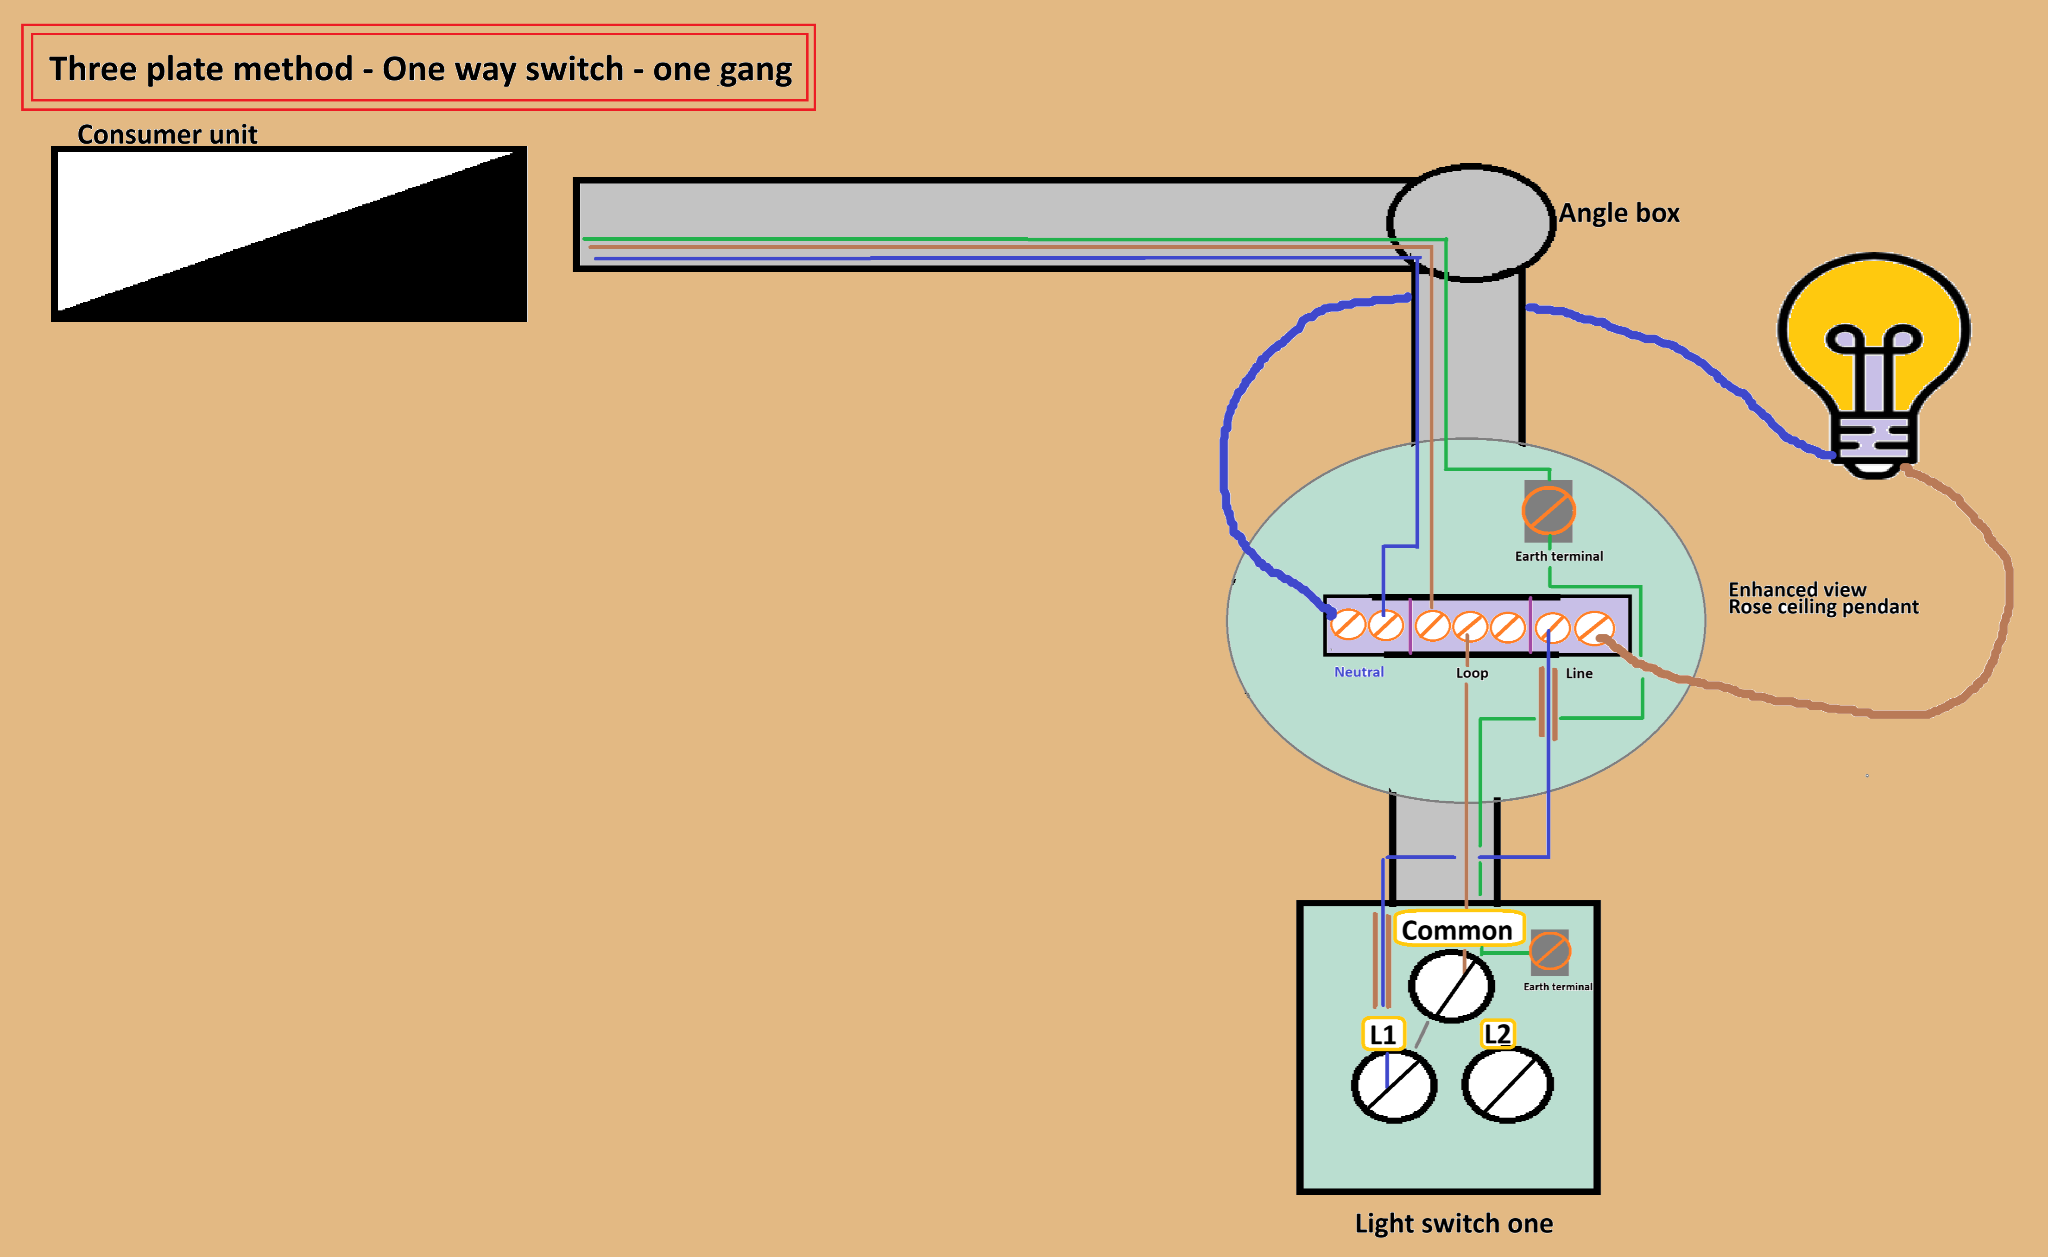 Three plate method - One way switch - one gang
Consumer unit
Angle box
Earth terminal
Enhanced view
Rose ceiling pendant
Neutral
Loop
Line
Common
Earth terminal
L1
L2
Light switch one